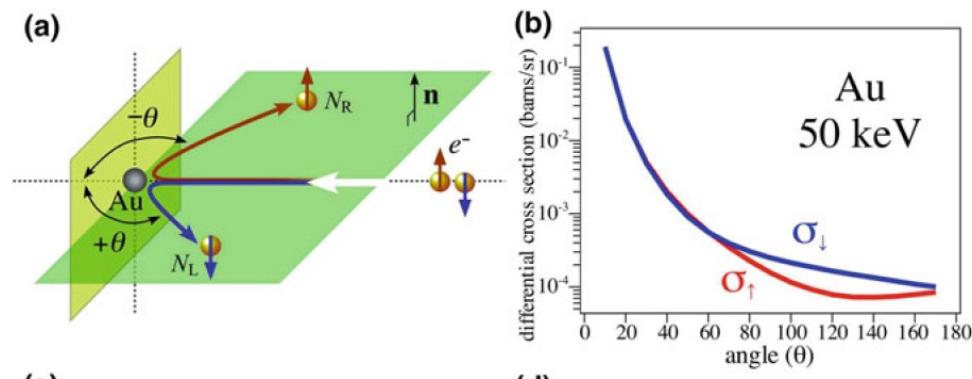 (a)
−θ
N_R
n
e⁻
Au
+θ
N_L
(b)
differential cross section (barns/sr)
10⁻¹
10⁻²
10⁻³
10⁻⁴
Au
50 keV
σ↓
σ↑
0 20 40 60 80 100 120 140 160 180
angle (θ)